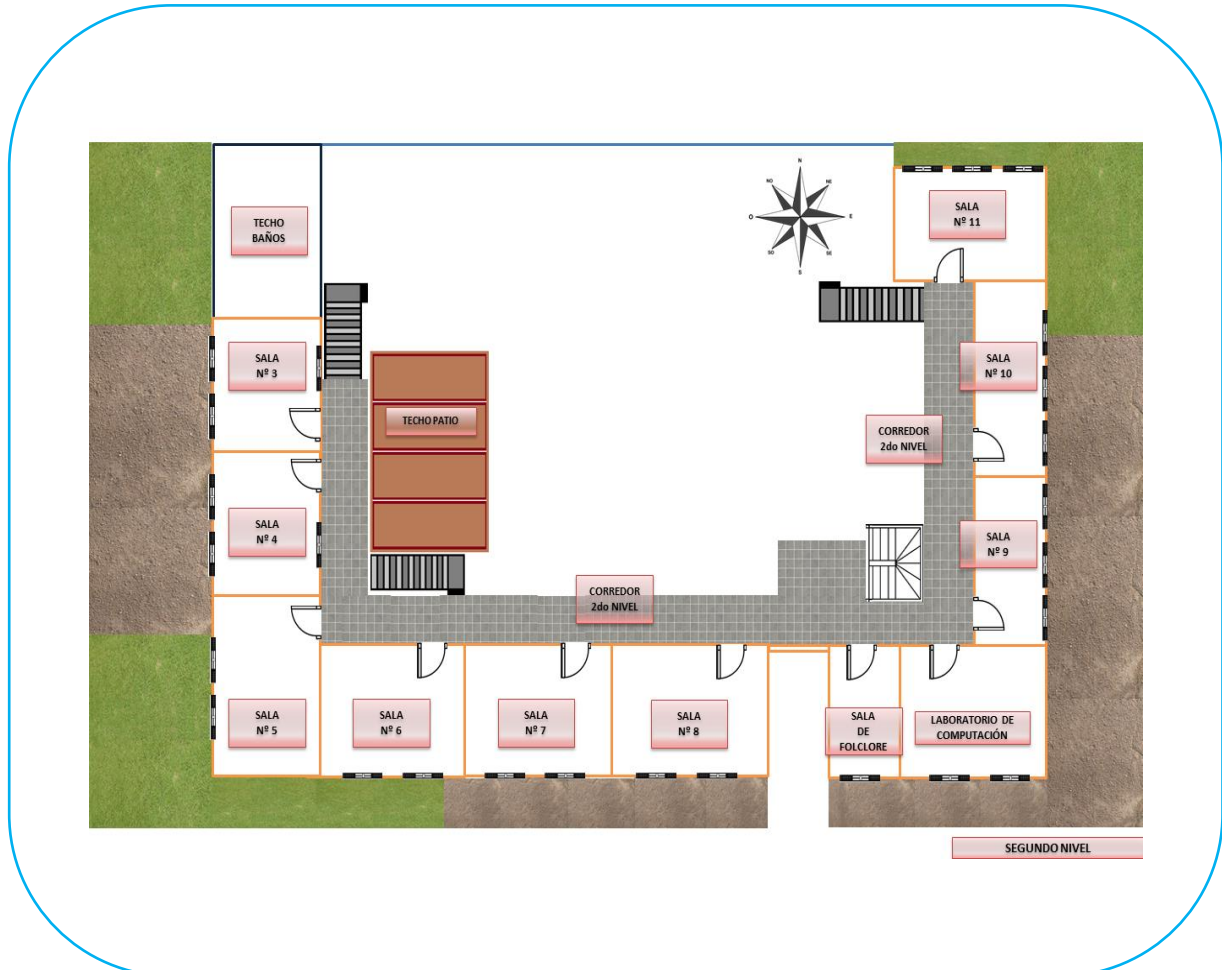 TECHO
BAÑOS
N
NO
NE
O
E
SO
SE
S
SALA
Nº 11
SALA
Nº 3
SALA
Nº 10
TECHO PATIO
CORREDOR
2do NIVEL
SALA
Nº 4
SALA
Nº 9
CORREDOR
2do NIVEL
SALA
Nº 5
SALA
Nº 6
SALA
Nº 7
SALA
Nº 8
SALA
DE
FOLCLORE
LABORATORIO DE
COMPUTACIÓN
SEGUNDO NIVEL